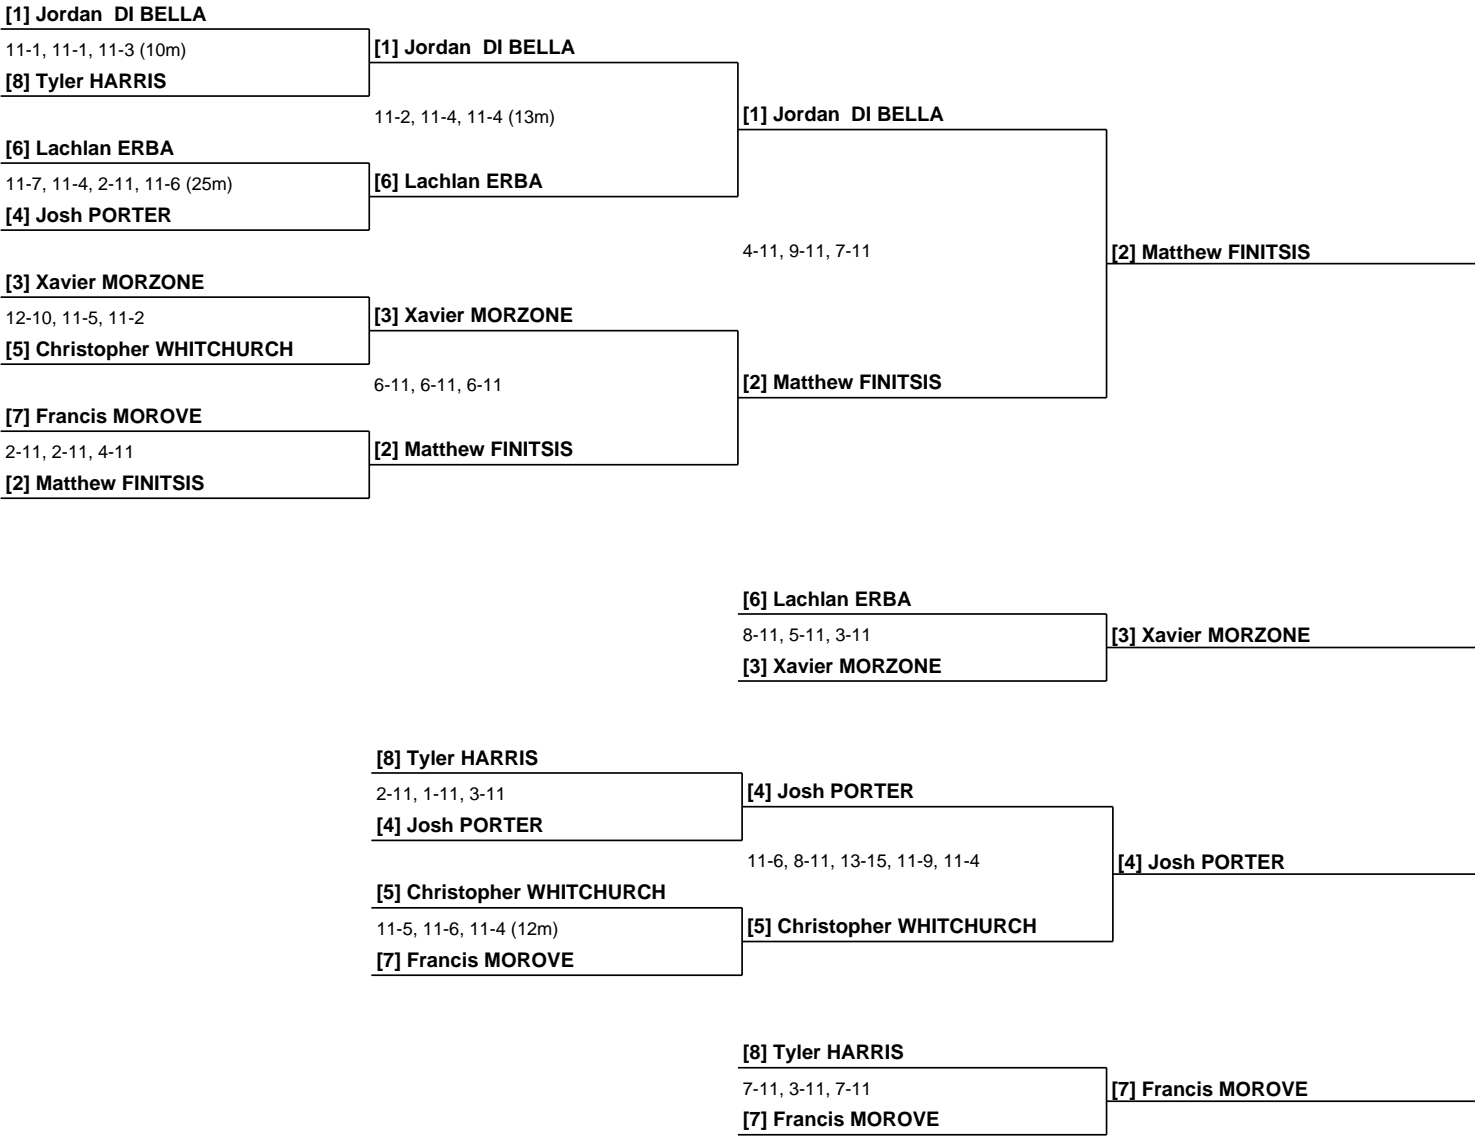 [1] Jordan  DI BELLA
11-1, 11-1, 11-3 (10m)
[1] Jordan  DI BELLA
[8] Tyler HARRIS
11-2, 11-4, 11-4 (13m)
[1] Jordan  DI BELLA
[6] Lachlan ERBA
11-7, 11-4, 2-11, 11-6 (25m)
[6] Lachlan ERBA
[4] Josh PORTER
4-11, 9-11, 7-11
[2] Matthew FINITSIS
[3] Xavier MORZONE
12-10, 11-5, 11-2
[3] Xavier MORZONE
[5] Christopher WHITCHURCH
6-11, 6-11, 6-11
[2] Matthew FINITSIS
[7] Francis MOROVE
2-11, 2-11, 4-11
[2] Matthew FINITSIS
[2] Matthew FINITSIS
[6] Lachlan ERBA
8-11, 5-11, 3-11
[3] Xavier MORZONE
[3] Xavier MORZONE
[8] Tyler HARRIS
2-11, 1-11, 3-11
[4] Josh PORTER
[4] Josh PORTER
11-6, 8-11, 13-15, 11-9, 11-4
[4] Josh PORTER
[5] Christopher WHITCHURCH
11-5, 11-6, 11-4 (12m)
[5] Christopher WHITCHURCH
[7] Francis MOROVE
[8] Tyler HARRIS
7-11, 3-11, 7-11
[7] Francis MOROVE
[7] Francis MOROVE